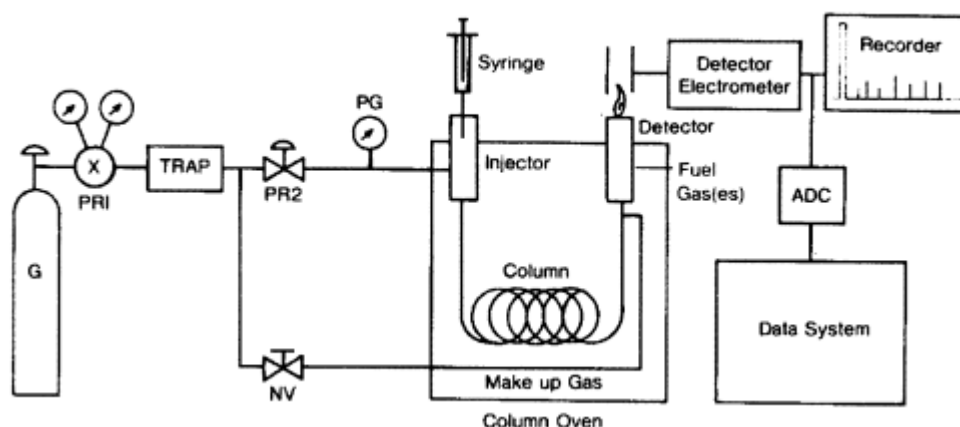 Recorder
Syringe
Detector
Electrometer
PG
Detector
TRAP
Injector
Fuel
Gas(es)
PRI
PR2
ADC
G
Column
Data System
Make up Gas
NV
Column Oven
X